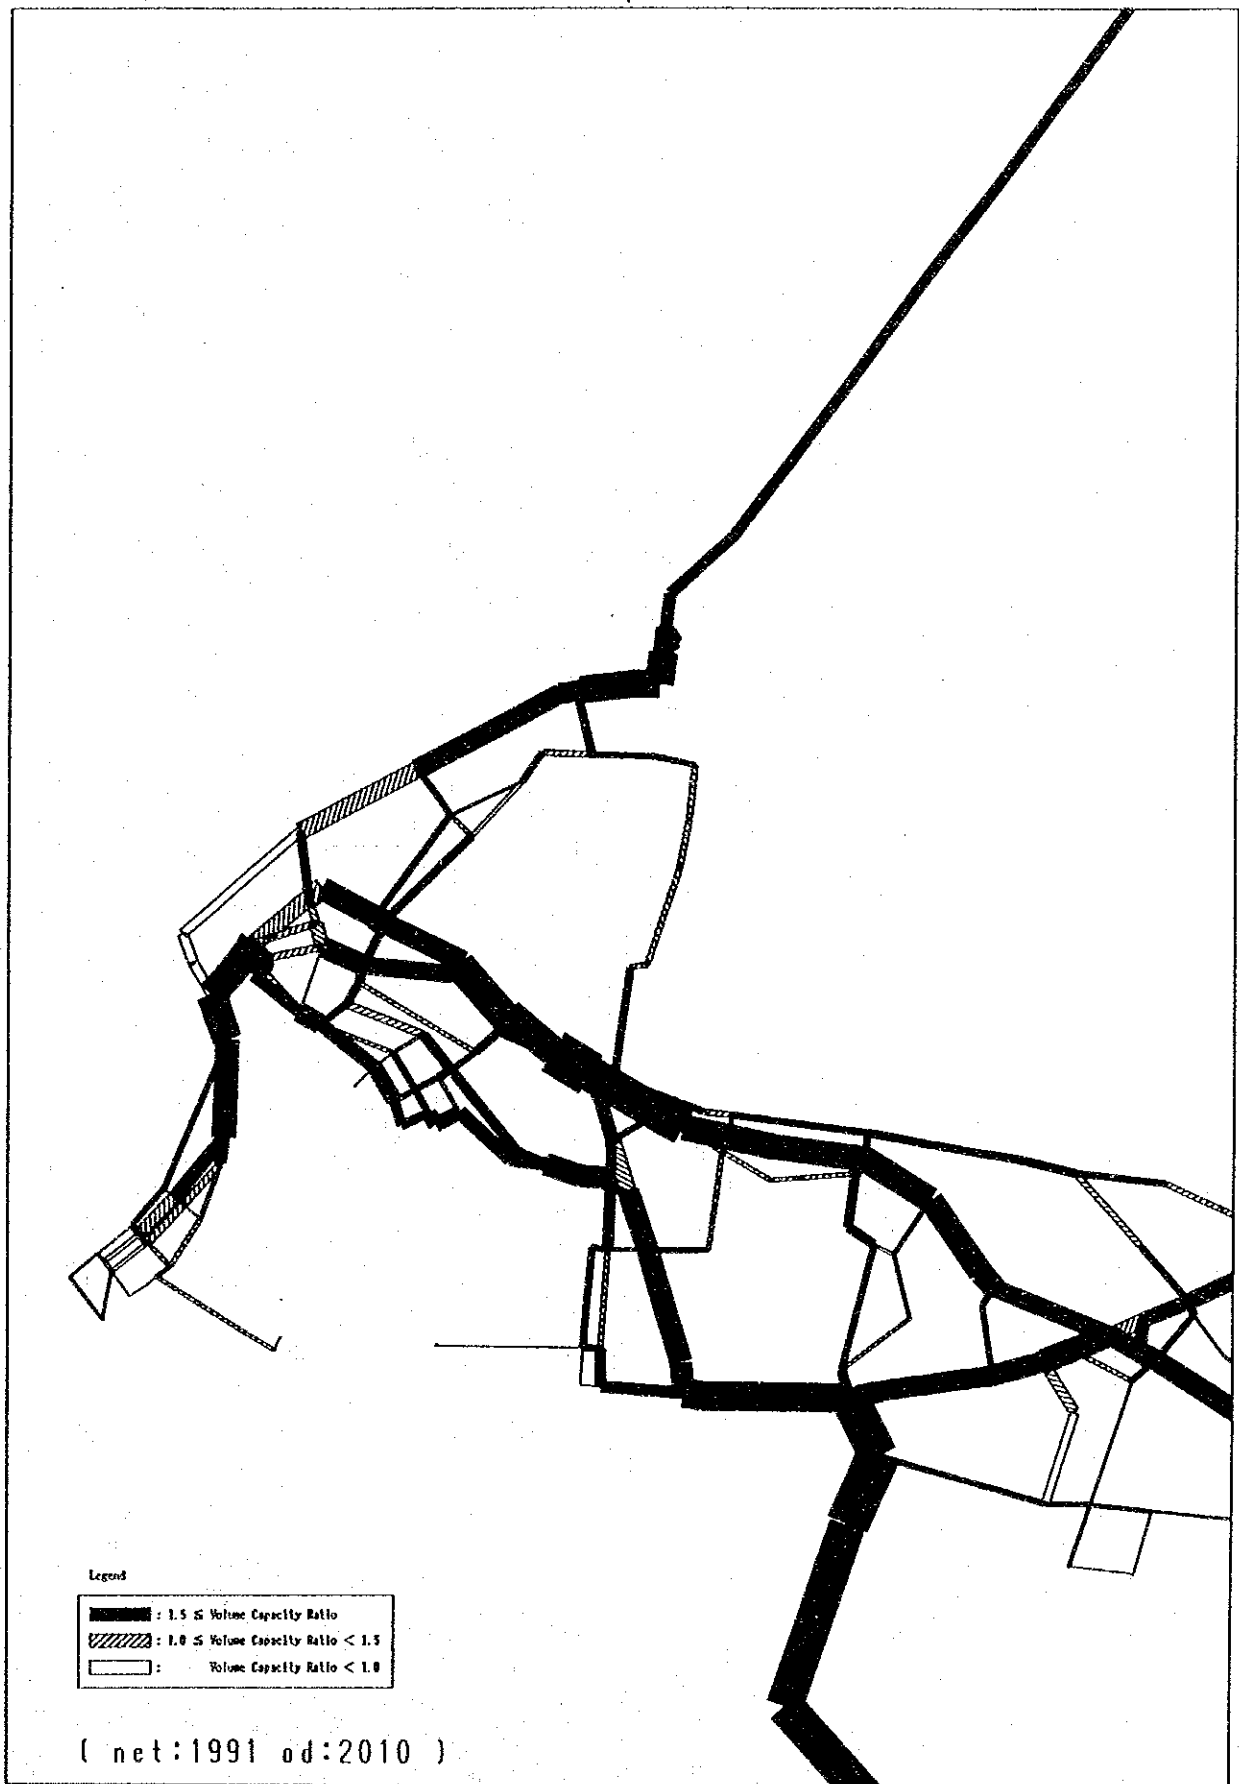 Legend
: 1.5 ≤ Volume Capacity Ratio
: 1.0 ≤ Volume Capacity Ratio < 1.5
: Volume Capacity Ratio < 1.0
( net:1991 od:2010 )